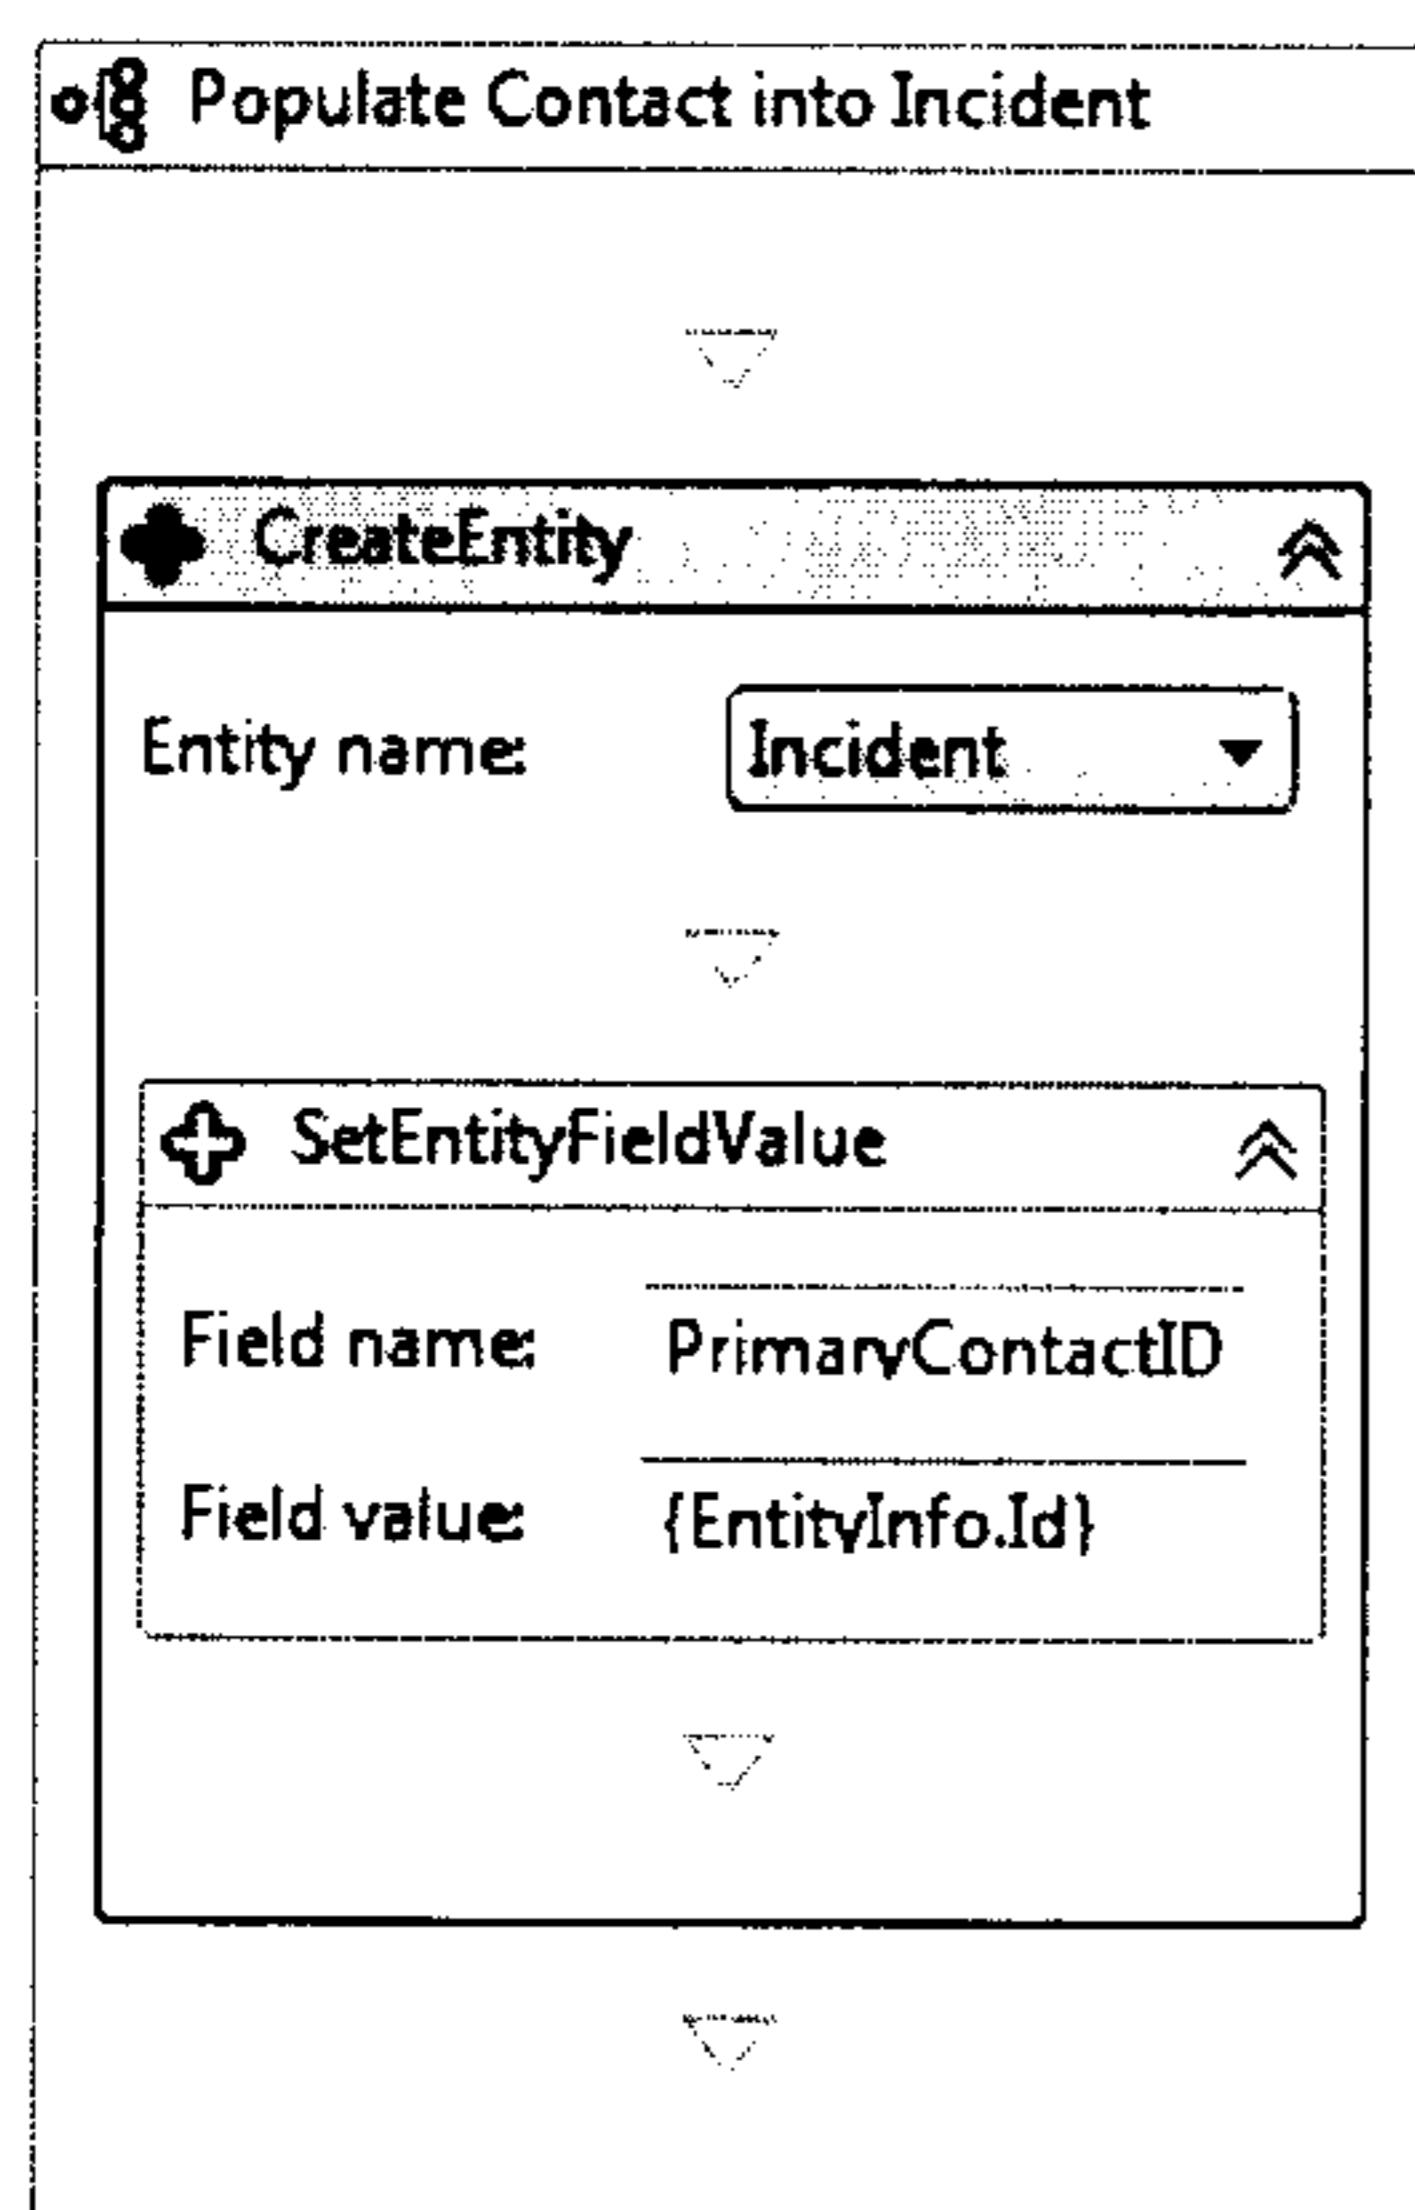 Populate Contact into Incident
CreateEntity
Entity name: Incident
SetEntityFieldValue
Field name: PrimaryContactID
Field value: {EntityInfo.Id}